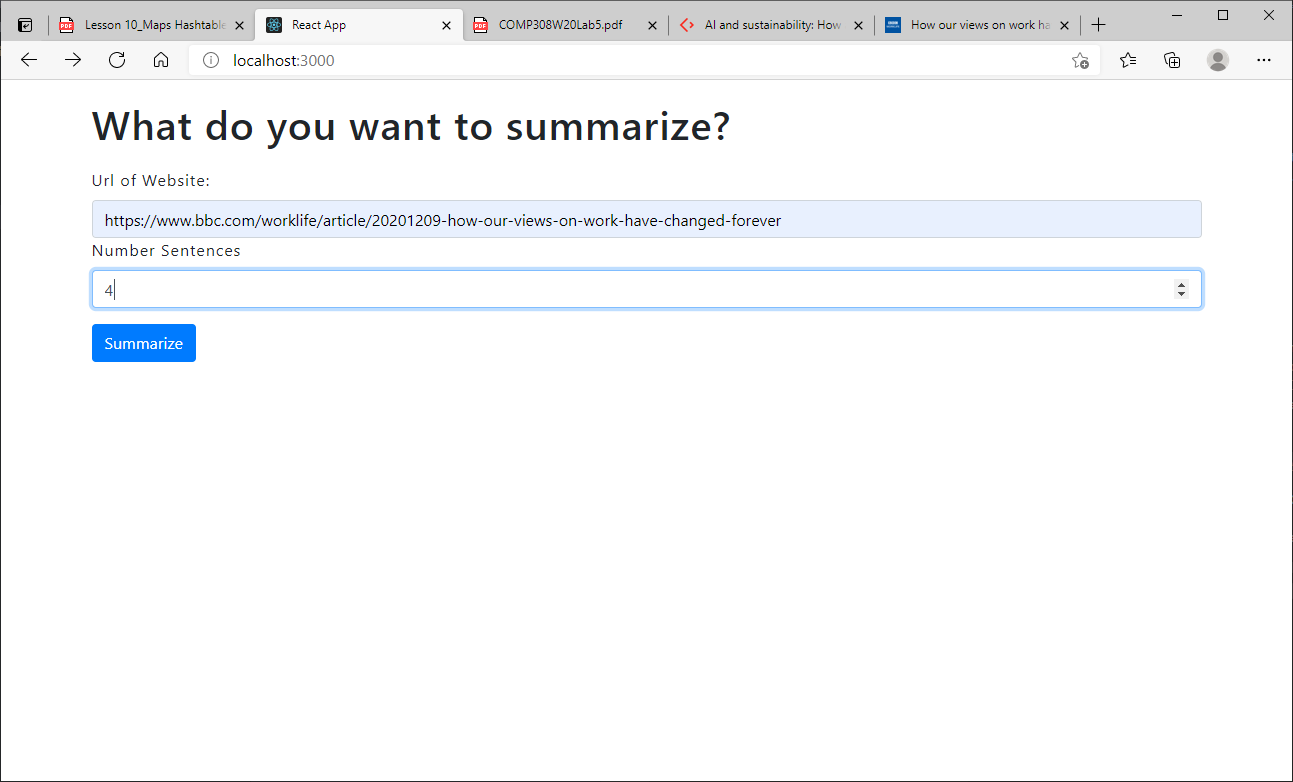 Lesson 10_Maps Hashtable
React App
COMP308W20Lab5.pdf
AI and sustainability: How
How our views on work ha
localhost:3000
What do you want to summarize?
Url of Website:
https://www.bbc.com/worklife/article/20201209-how-our-views-on-work-have-changed-forever
Number Sentences
4
Summarize